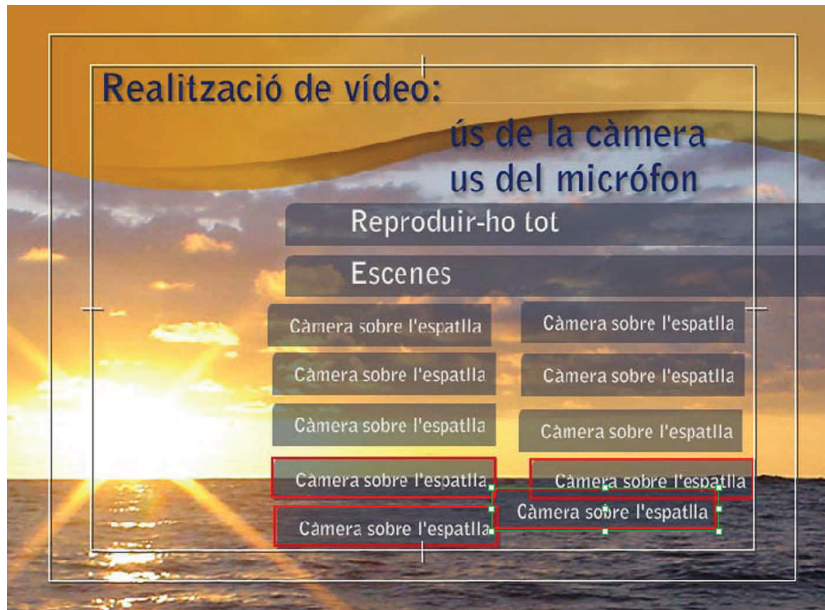 Realització de vídeo:
ús de la càmera
us del micrófon
Reproduir-ho tot
Escenes
Càmera sobre l'espatlla
Càmera sobre l'espatlla
Càmera sobre l'espatlla
Càmera sobre l'espatlla
Càmera sobre l'espatlla
Càmera sobre l'espatlla
Càmera sobre l'espatlla
Càmera sobre l'espatlla
Càmera sobre l'espatlla
Càmera sobre l'espatlla